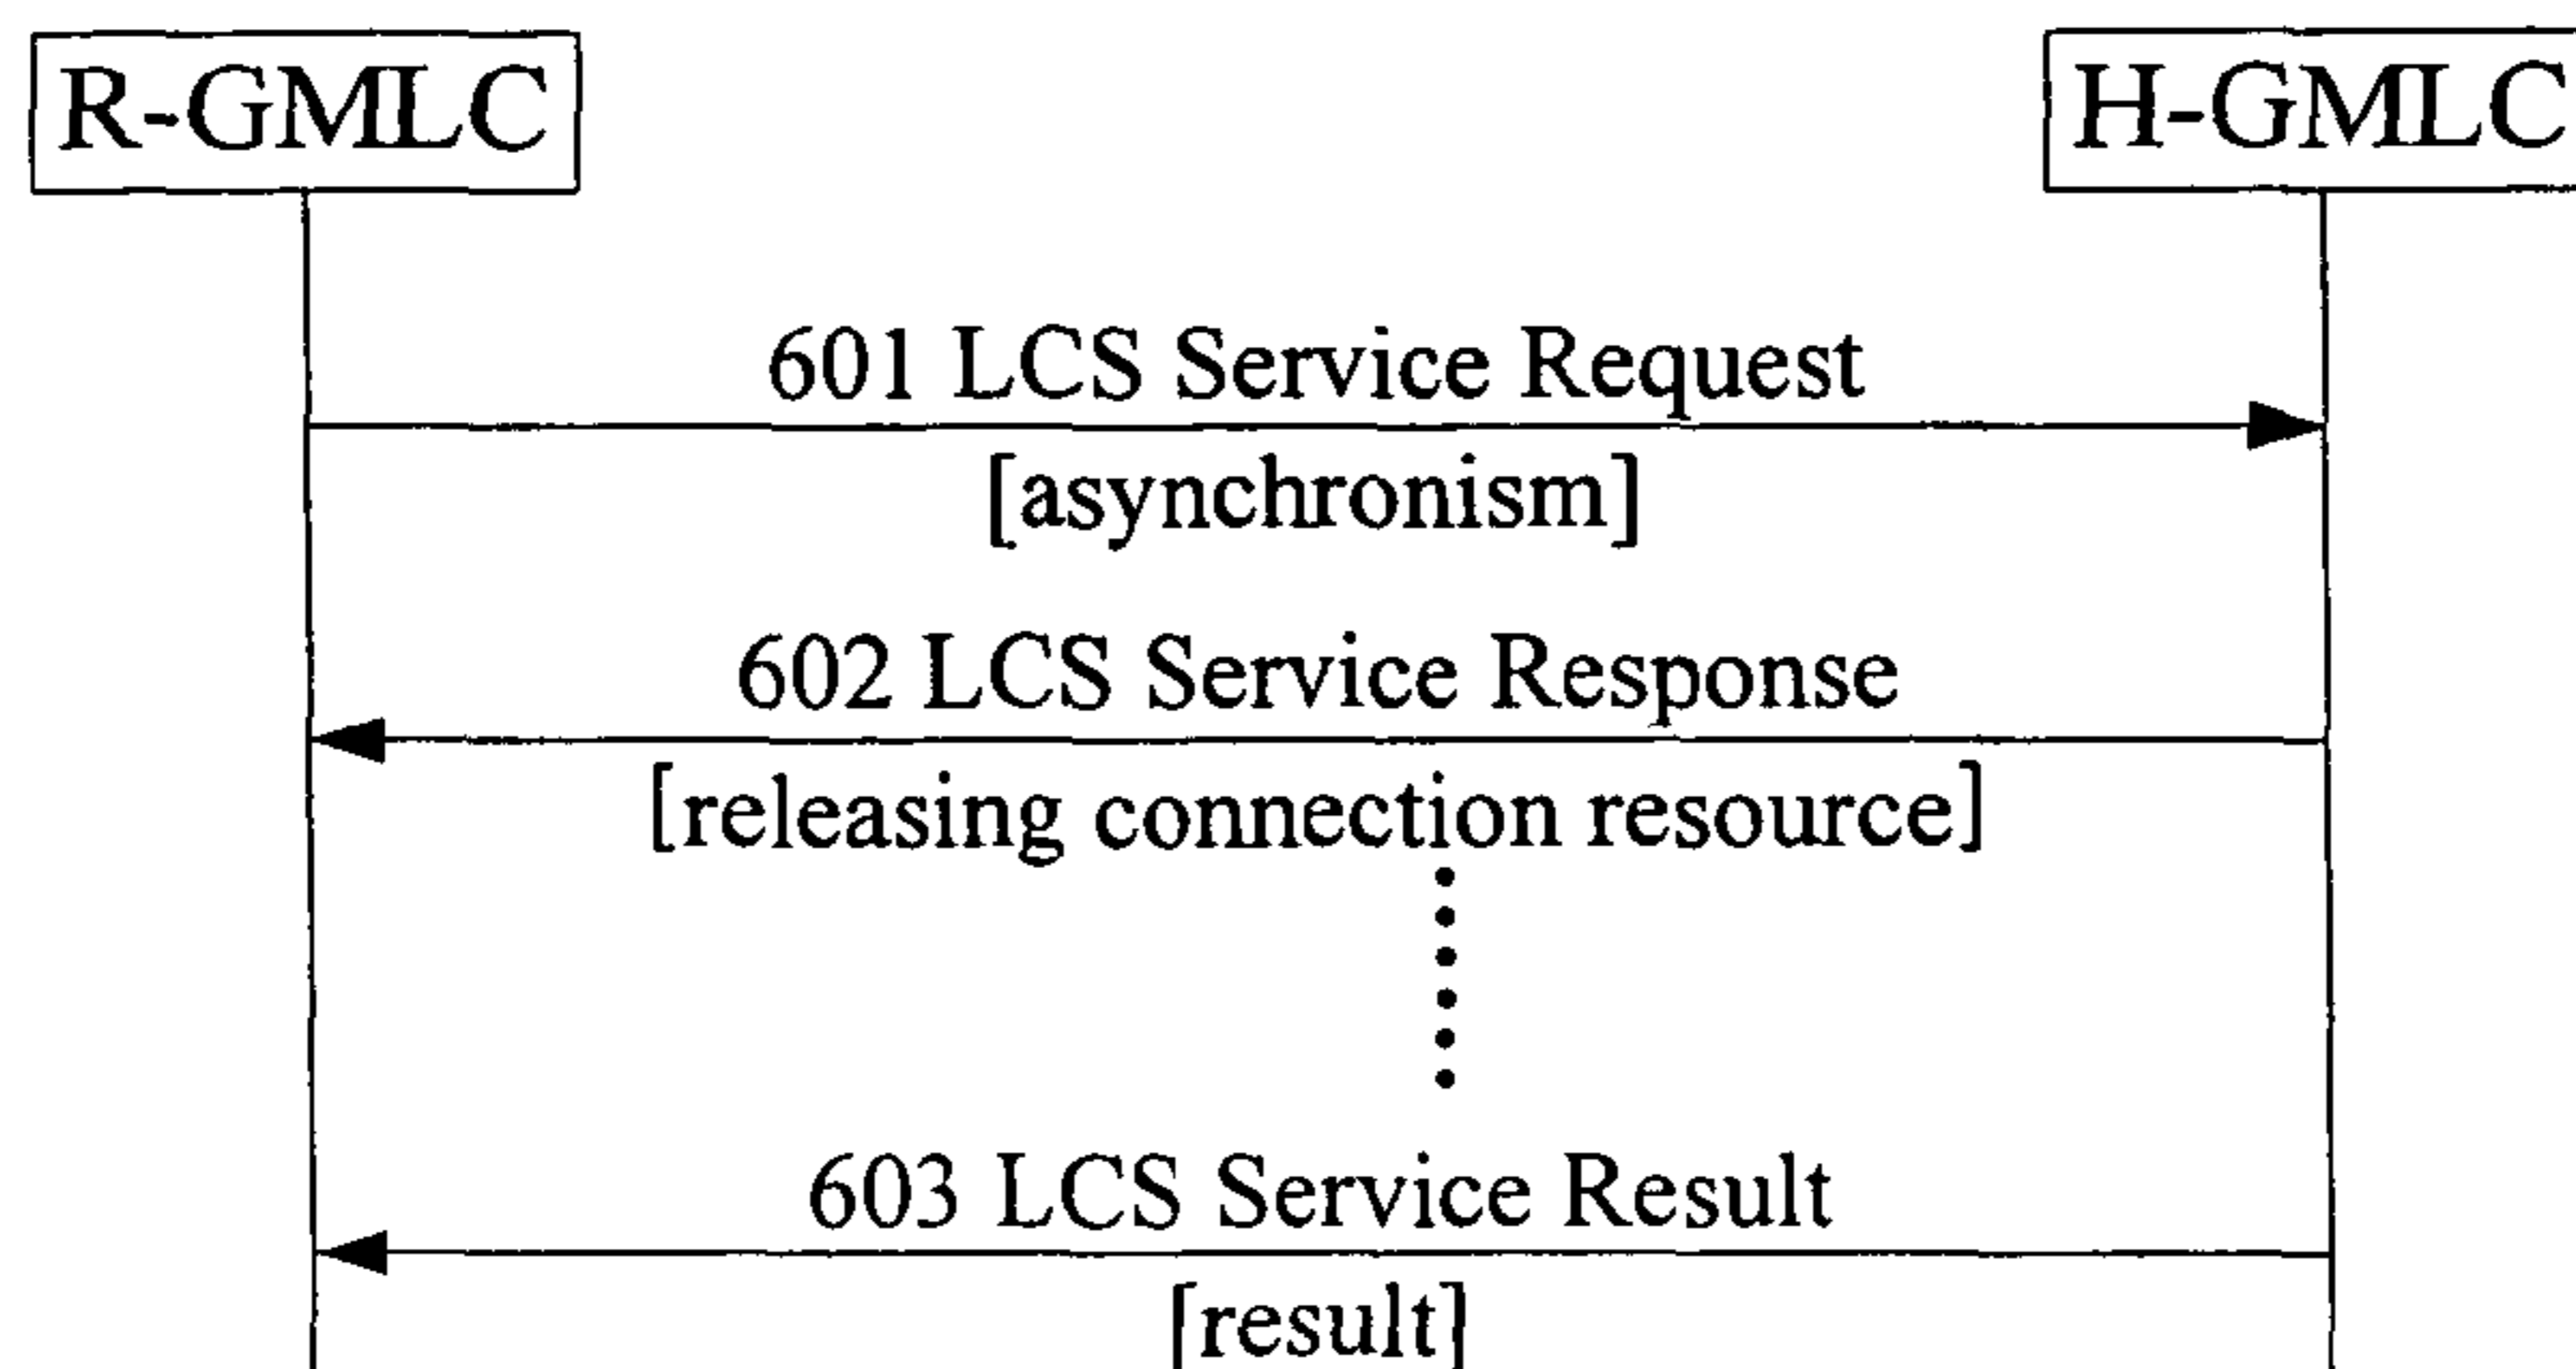 R-GMLC
H-GMLC
601 LCS Service Request
[asynchronism]
602 LCS Service Response
[releasing connection resource]
603 LCS Service Result
[result]